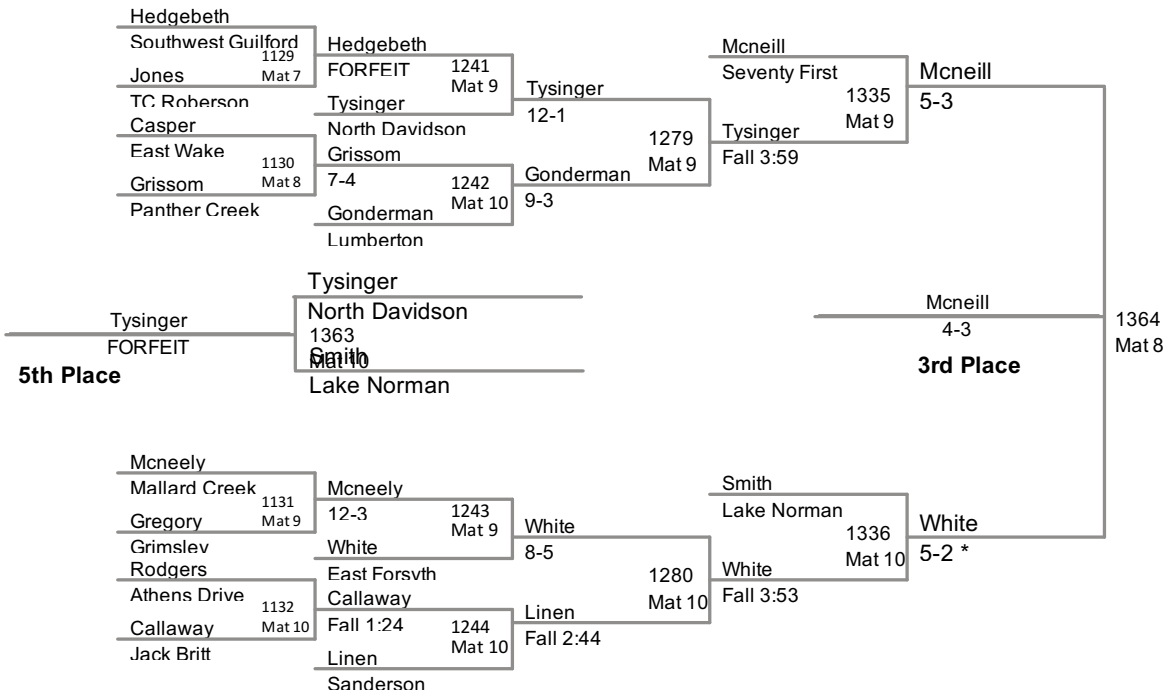 Hedgebeth
Southwest Guilford
1129
Mat 7
Jones
TC Roberson
Casper
East Wake
1130
Mat 8
Grissom
Panther Creek
Hedgebeth
FORFEIT
1241
Mat 9
Tysinger
North Davidson
Grissom
7-4
1242
Mat 10
Gonderman
Lumberton
Tysinger
12-1
1279
Mat 9
Gonderman
9-3
Mcneill
Seventy First
1335
Mat 9
Tysinger
Fall 3:59
Mcneill
5-3
Tysinger
FORFEIT
5th Place
Tysinger
North Davidson
1363
Mat 10
Smith
Lake Norman
Mcneill
4-3
3rd Place
1364
Mat 8
Mcneely
Mallard Creek
1131
Mat 9
Gregory
Grimsley
Rodgers
Athens Drive
1132
Mat 10
Callaway
Jack Britt
Mcneely
12-3
1243
Mat 9
White
East Forsyth
Callaway
Fall 1:24
1244
Mat 10
Linen
Sanderson
White
8-5
1280
Mat 10
Linen
Fall 2:44
Smith
Lake Norman
1336
Mat 10
White
Fall 3:53
White
5-2 *